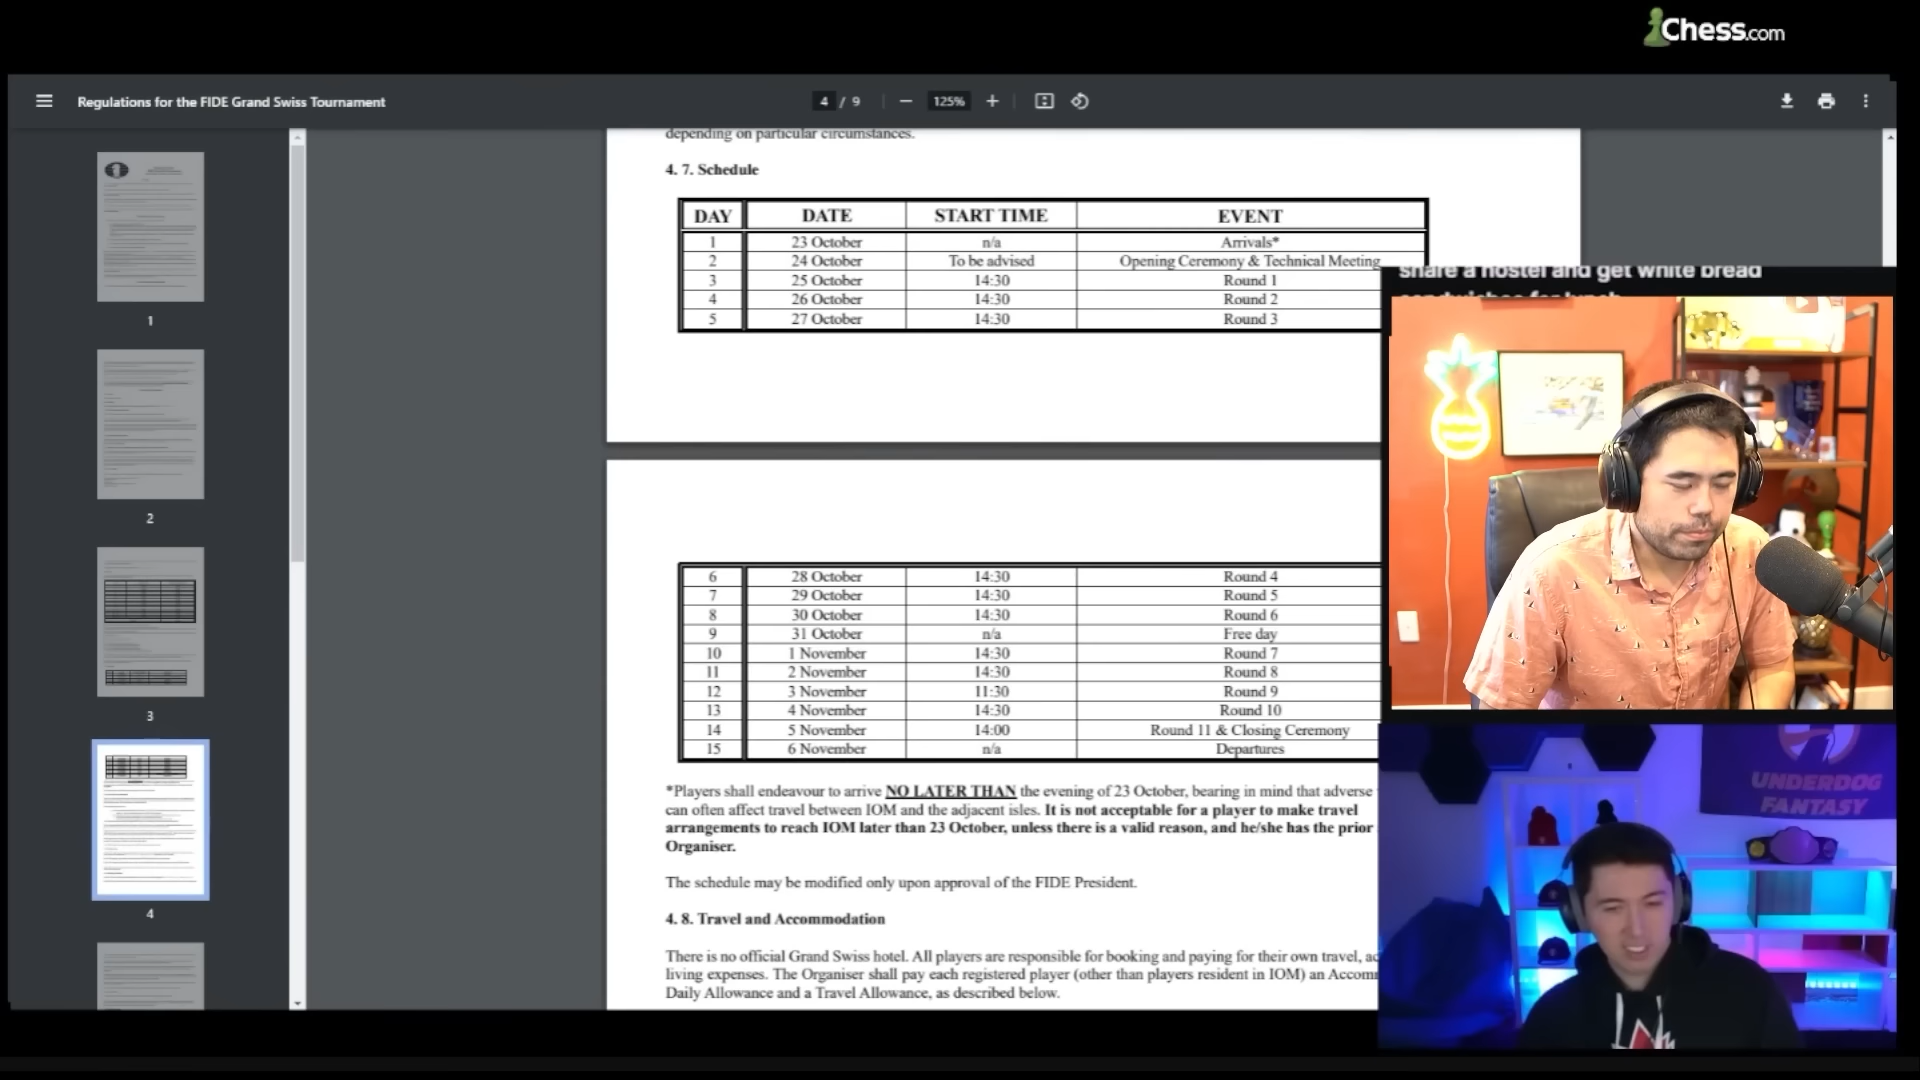 Chess.com
Regulations for the FIDE Grand Swiss Tournament
4 / 9
125%
depending on particular circumstances.
4. 7. Schedule
DAY DATE START TIME EVENT
1 23 October n/a Arrivals*
2 24 October To be advised Opening Ceremony & Technical Meeting
3 25 October 14:30 Round 1
4 26 October 14:30 Round 2
5 27 October 14:30 Round 3
share a hostel and get white bread
sandwiches for lunch
6 28 October 14:30 Round 4
7 29 October 14:30 Round 5
8 30 October 14:30 Round 6
9 31 October n/a Free day
10 1 November 14:30 Round 7
11 2 November 14:30 Round 8
12 3 November 11:30 Round 9
13 4 November 14:30 Round 10
14 5 November 14:00 Round 11 & Closing Ceremony
15 6 November n/a Departures
*Players shall endeavour to arrive NO LATER THAN the evening of 23 October, bearing in mind that adverse
can often affect travel between IOM and the adjacent isles. It is not acceptable for a player to make travel
arrangements to reach IOM later than 23 October, unless there is a valid reason, and he/she has the prior
Organiser.
The schedule may be modified only upon approval of the FIDE President.
4. 8. Travel and Accommodation
There is no official Grand Swiss hotel. All players are responsible for booking and paying for their own travel, ac
living expenses. The Organiser shall pay each registered player (other than players resident in IOM) an Accom
Daily Allowance and a Travel Allowance, as described below.
1
2
3
4
UNDERDOG
FANTASY